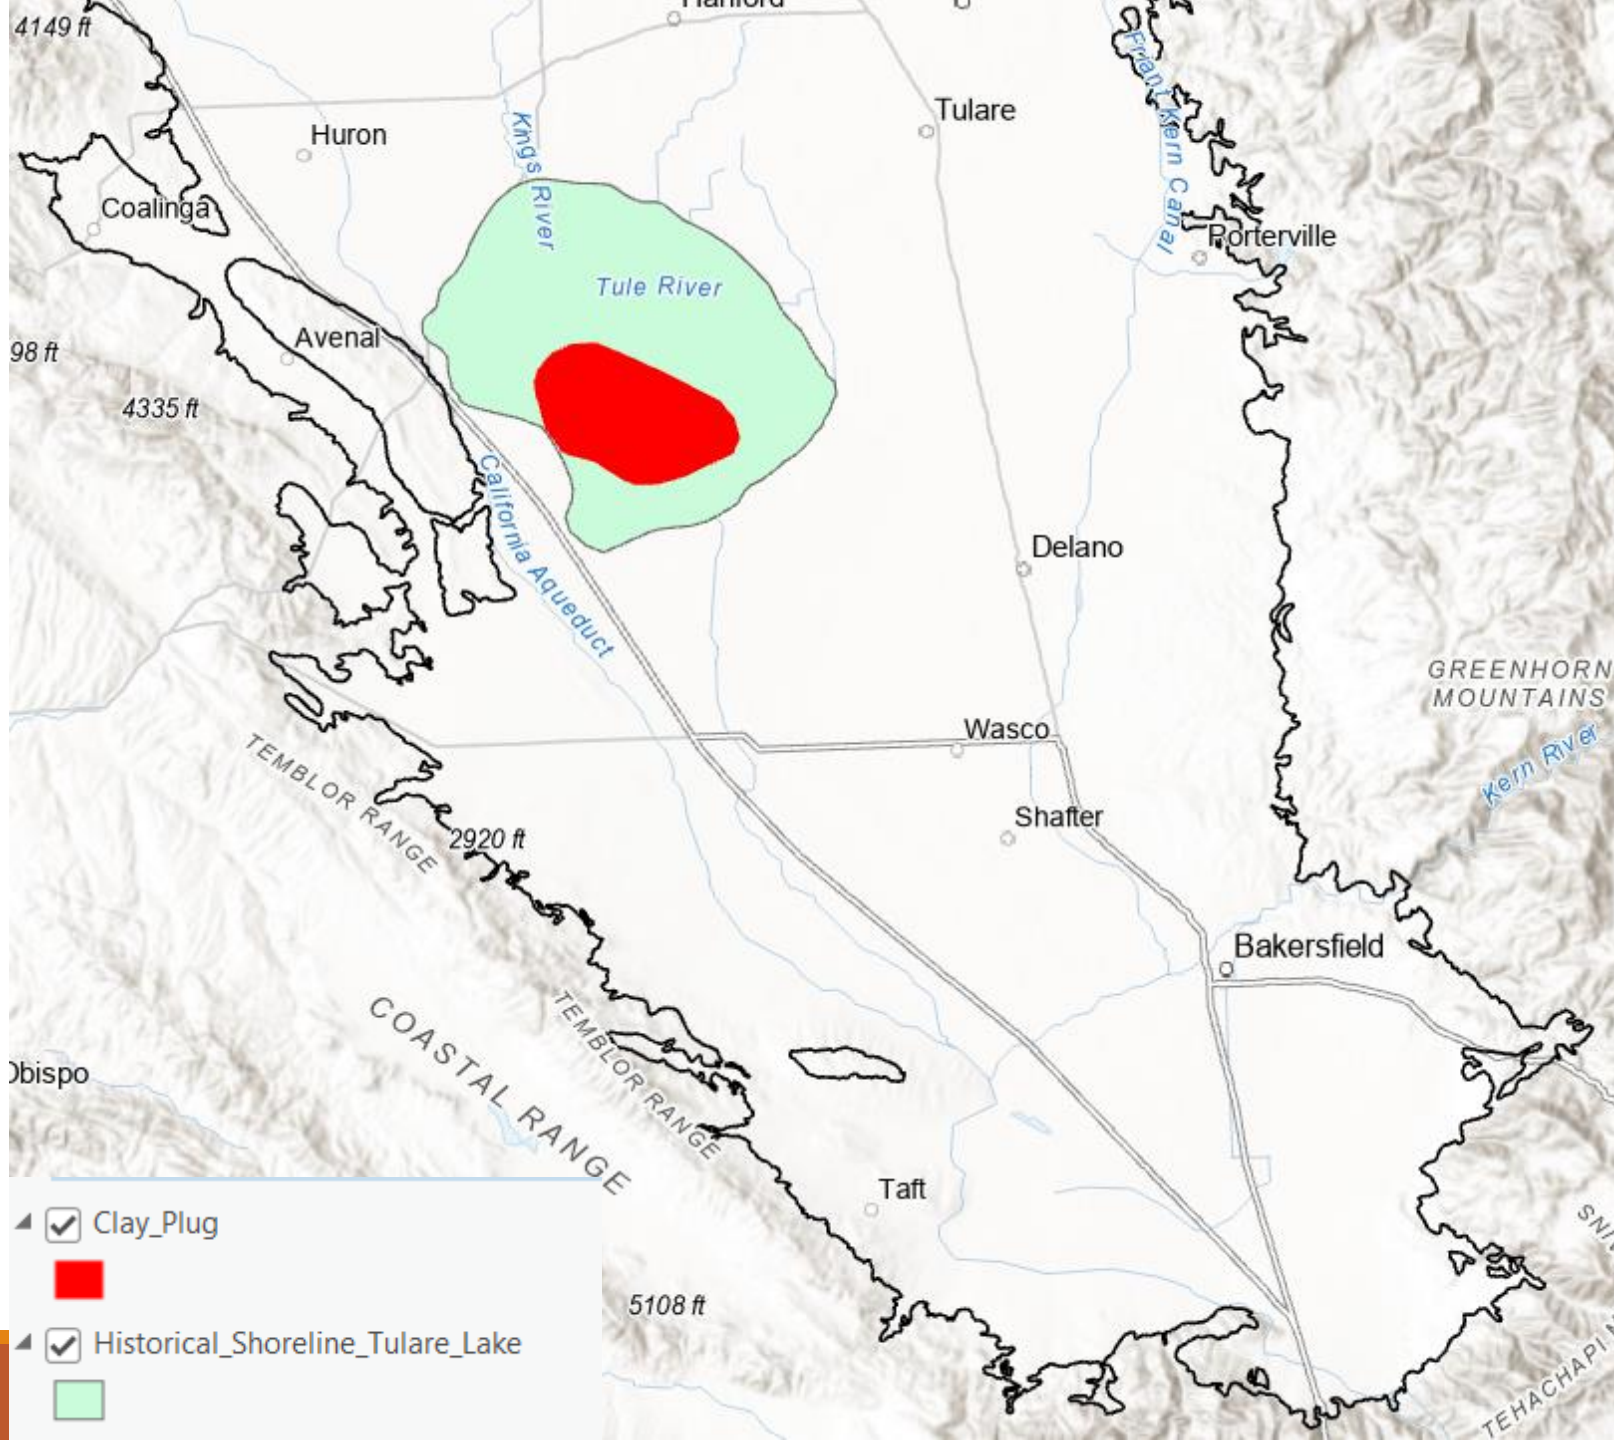 4149 ft
Huron
Kings River
Tulare
Friant Kern Canal
Coalinga
Porterville
Tule River
Avenal
98 ft
4335 ft
California Aqueduct
Delano
GREENHORN
MOUNTAINS
Wasco
Kern River
TEMBLOR RANGE
Shafter
2920 ft
Bakersfield
COASTAL RANGE
TEMBLOR RANGE
Obispo
Taft
5108 ft
TEHACHAPI
Clay_Plug
Historical_Shoreline_Tulare_Lake